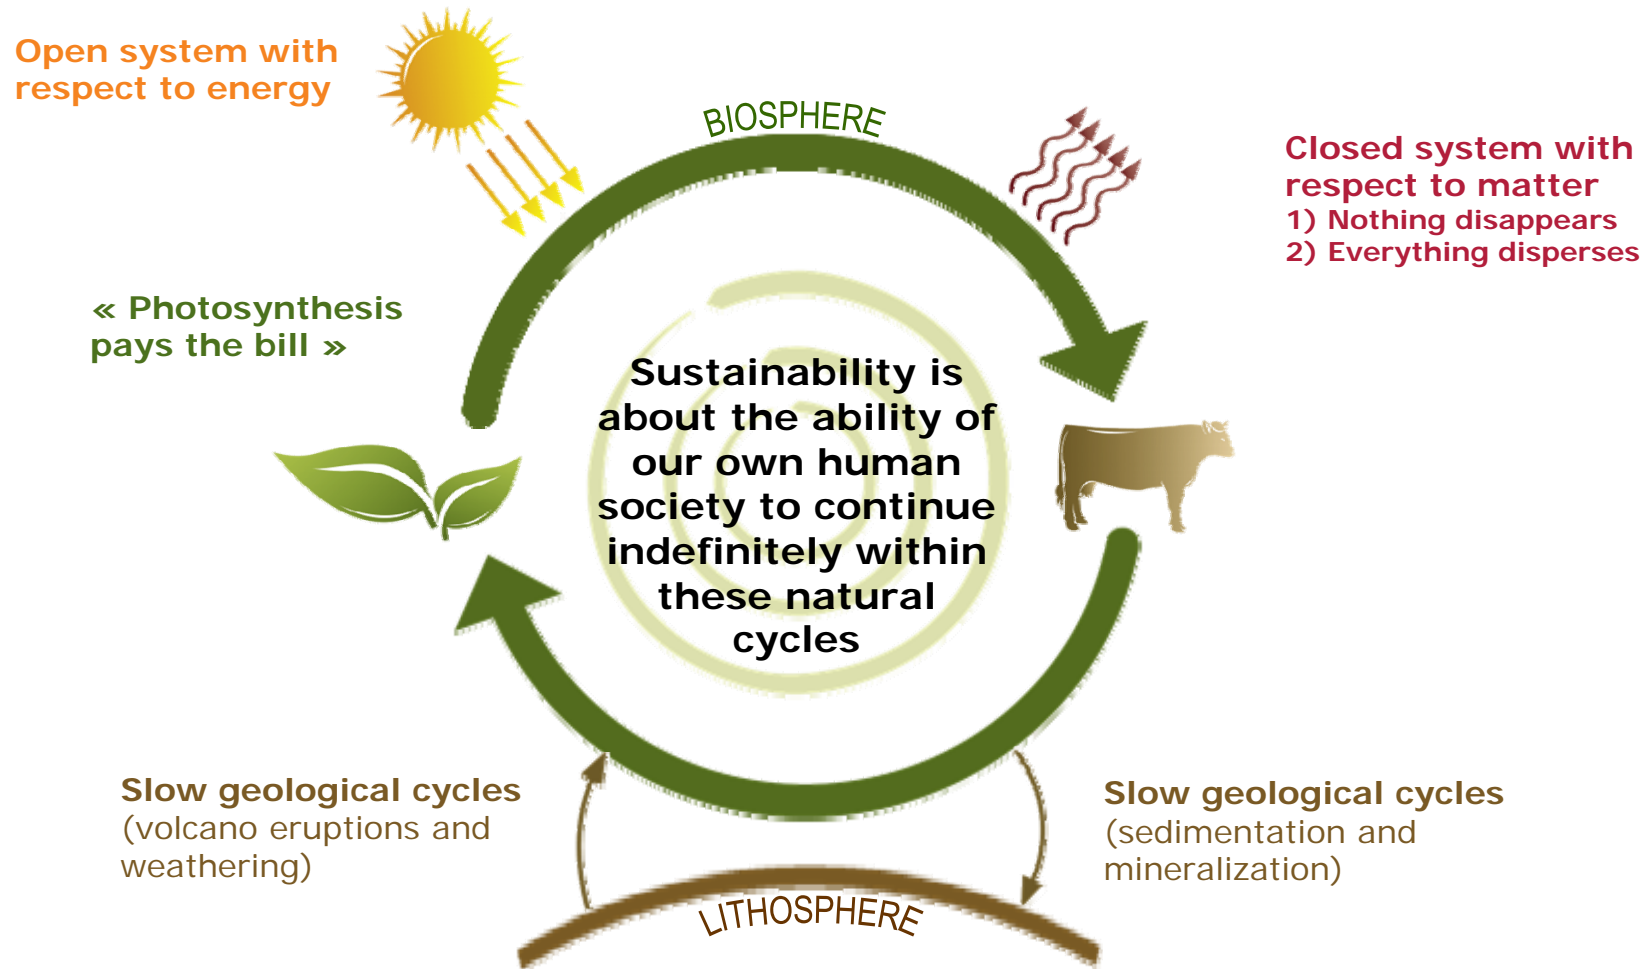 Open system with
respect to energy
BIOSPHERE
Closed system with
respect to matter
1) Nothing disappears
2) Everything disperses
« Photosynthesis
pays the bill »
Sustainability is
about the ability of
our own human
society to continue
indefinitely within
these natural
cycles
Slow geological cycles
(volcano eruptions and
weathering)
Slow geological cycles
(sedimentation and
mineralization)
LITHOSPHERE